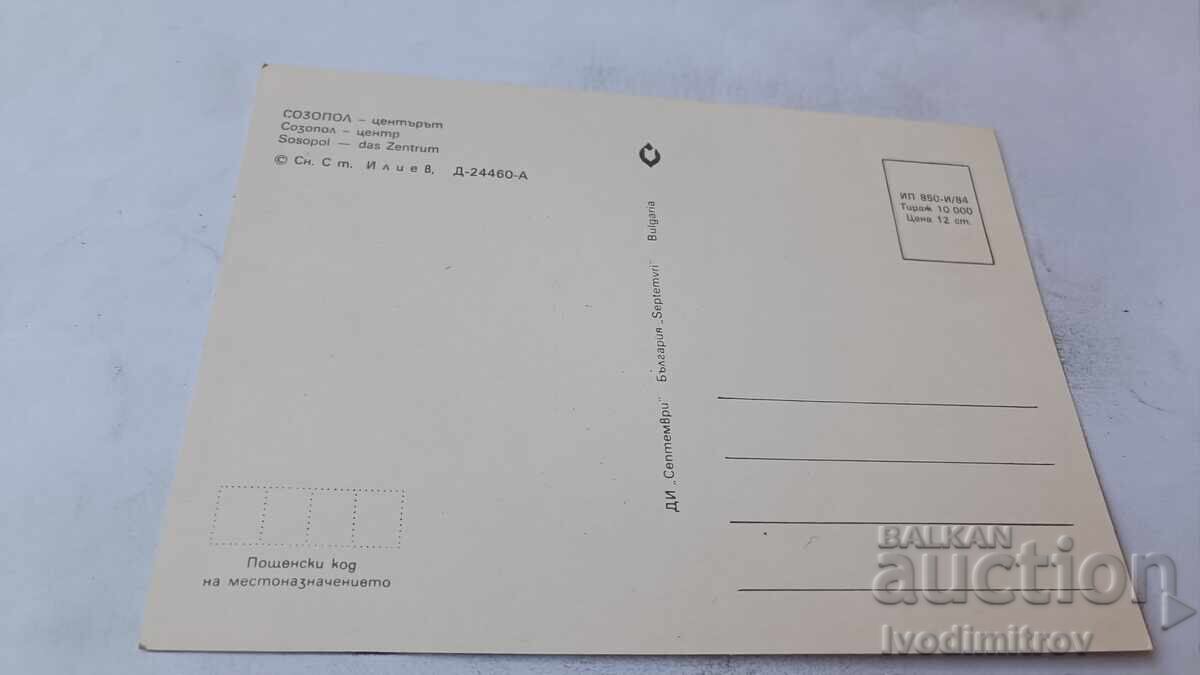 СОЗОПОЛ – центърът
Созопол – центр
Sosopol — das Zentrum
© Сн. Ст. Илиев, Д-24460-А
ДИ „Септември" България „Septemvri" Bulgaria
ИП 850-И/84
Тираж 10 000
Цена 12 ст.
Пощенски код
на местоназначението
BALKAN
auction
Ivodimitrov